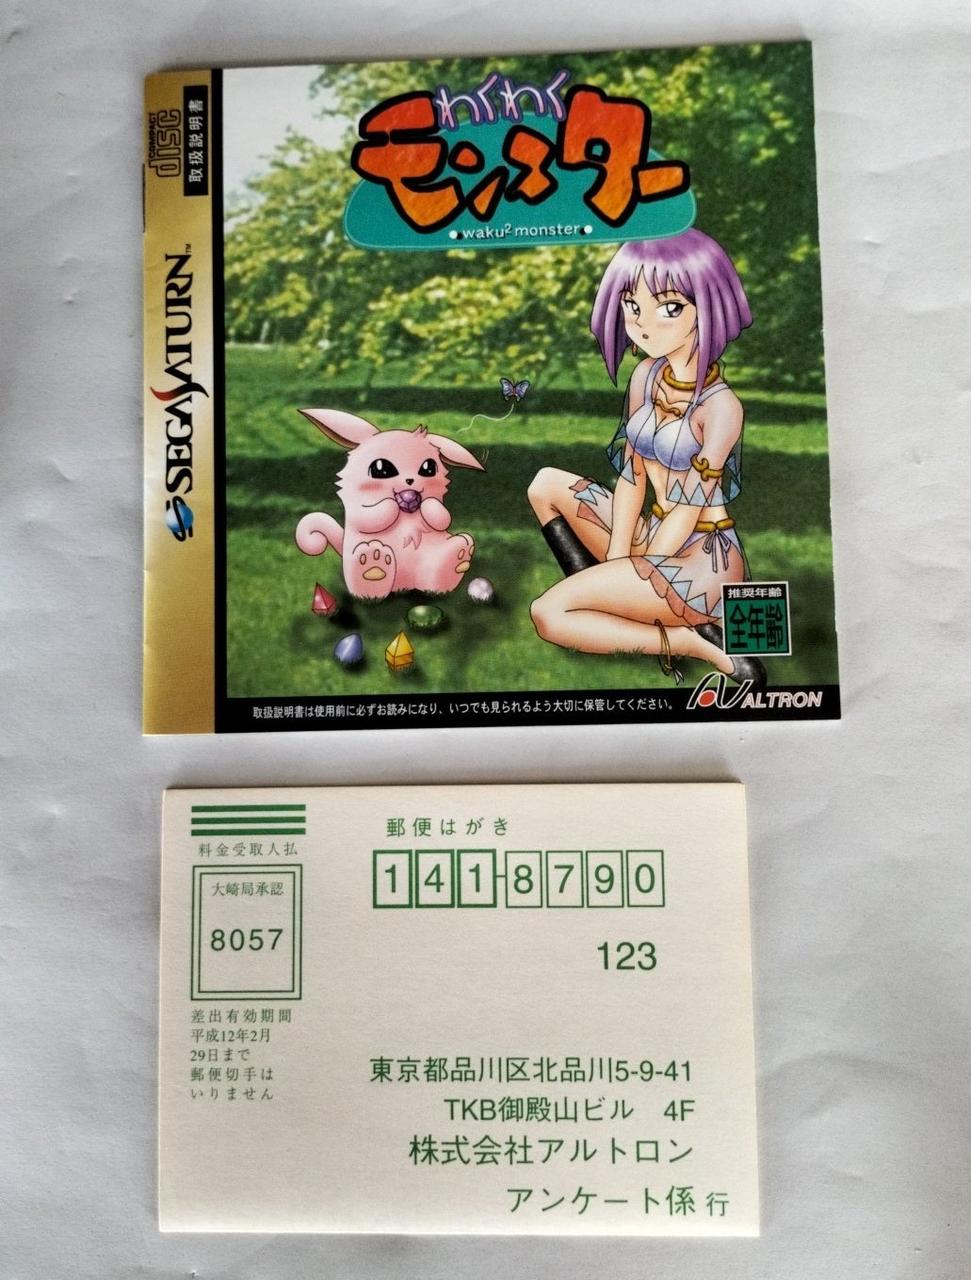 COMPACT
disc
取扱説明書
SEGA SATURN™
わくわく
モンスター
waku² monster
推奨年齢
全年齢
取扱説明書は使用前に必ずお読みになり、いつでも見られるよう大切に保管してください。
ALTRON
料金受取人払
大崎局承認
8057
差出有効期間
平成12年2月
29日まで
郵便切手は
いりません
郵便はがき
141-8790
123
東京都品川区北品川5-9-41
TKB御殿山ビル 4F
株式会社アルトロン
アンケート係 行